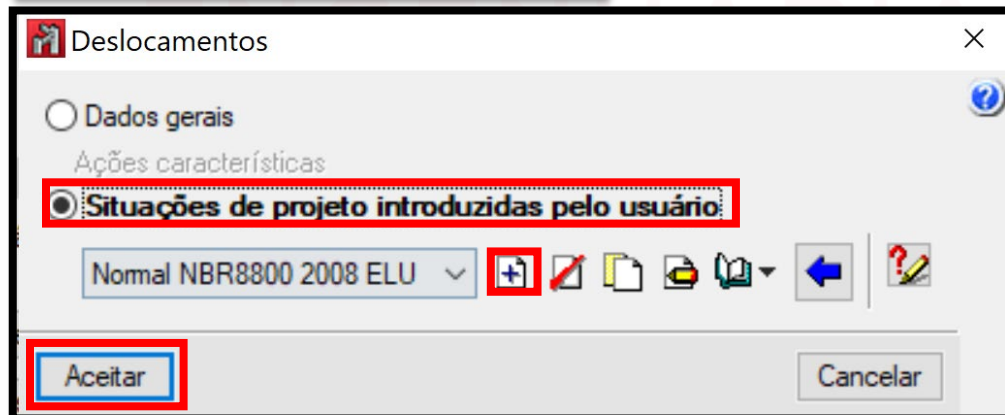 Deslocamentos
Dados gerais
Ações características
Situações de projeto introduzidas pelo usuário
Normal NBR8800 2008 ELU
Aceitar
Cancelar